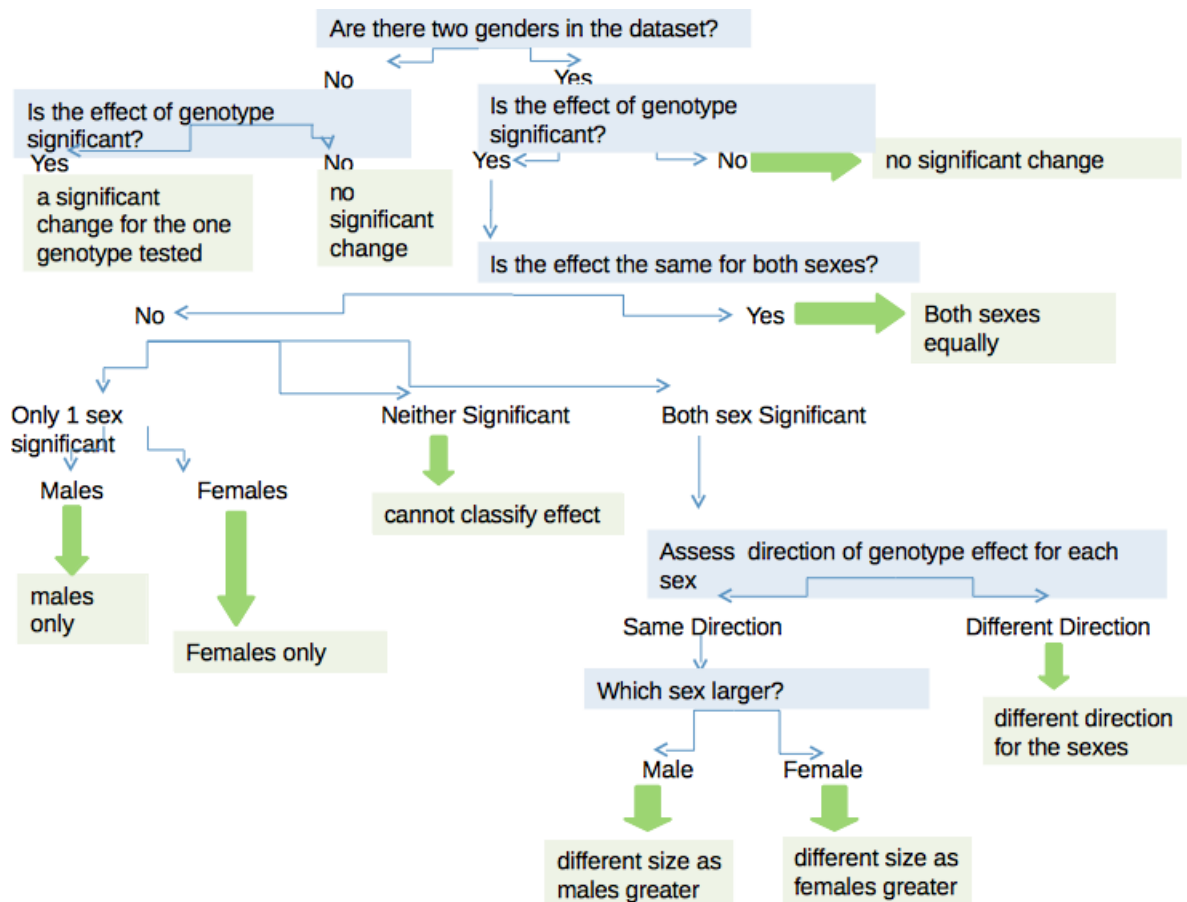 Are there two genders in the dataset?
No
Yes
Is the effect of genotype
significant?
Is the effect of genotype
significant?
Yes
No
Yes
No
no significant change
a significant
change for the one
genotype tested
no
significant
change
Is the effect the same for both sexes?
No
Yes
Both sexes
equally
Only 1 sex
significant
Neither Significant
Both sex Significant
Males
Females
cannot classify effect
Assess direction of genotype effect for each
sex
males
only
Females only
Same Direction
Different Direction
Which sex larger?
different direction
for the sexes
Male
Female
different size as
males greater
different size as
females greater